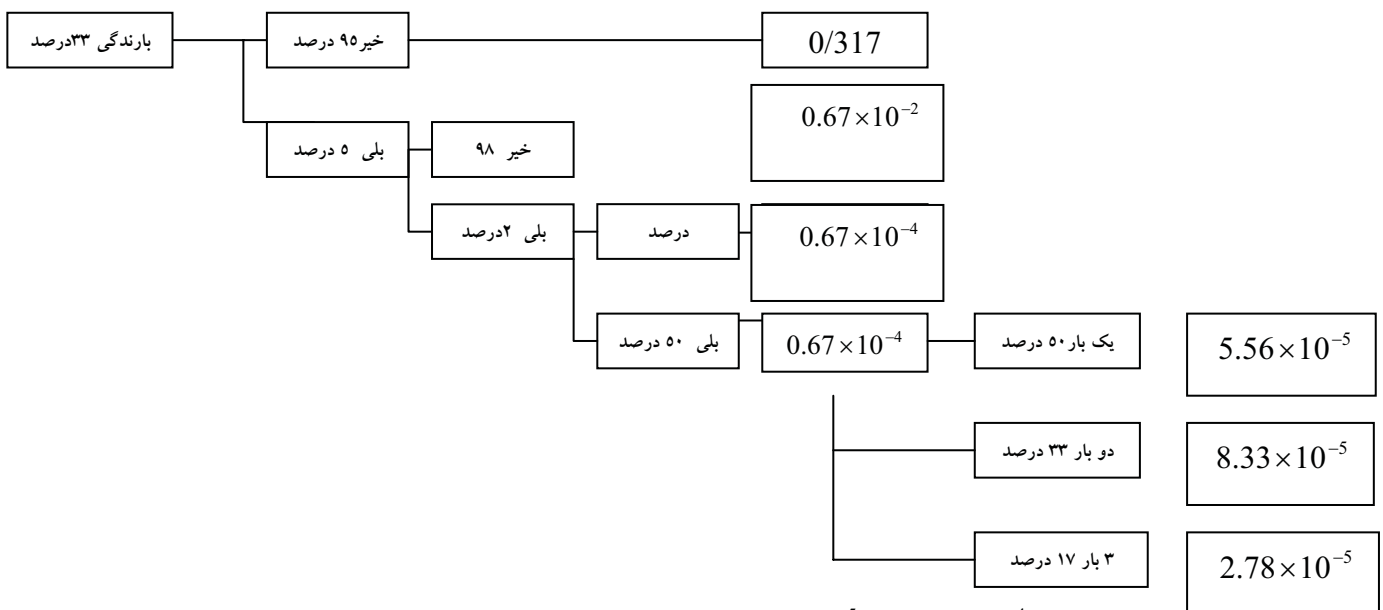 بارندگی ۳۳درصد
خیر۹۵ درصد
0/317
0.67×10⁻²
بلی ۵ درصد
خیر ۹۸
بلی ۲درصد
درصد
0.67×10⁻⁴
بلی ۵۰ درصد
0.67×10⁻⁴
یک بار۵۰ درصد
5.56×10⁻⁵
دو بار ۳۳ درصد
8.33×10⁻⁵
۳ بار ۱۷ درصد
2.78×10⁻⁵